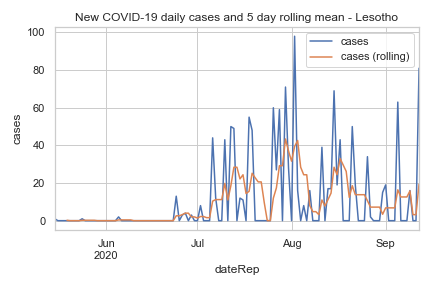 New COVID-19 daily cases and 5 day rolling mean - Lesotho
cases
cases (rolling)
100
80
60
40
20
0
cases
Jun
2020
Jul
Aug
Sep
dateRep